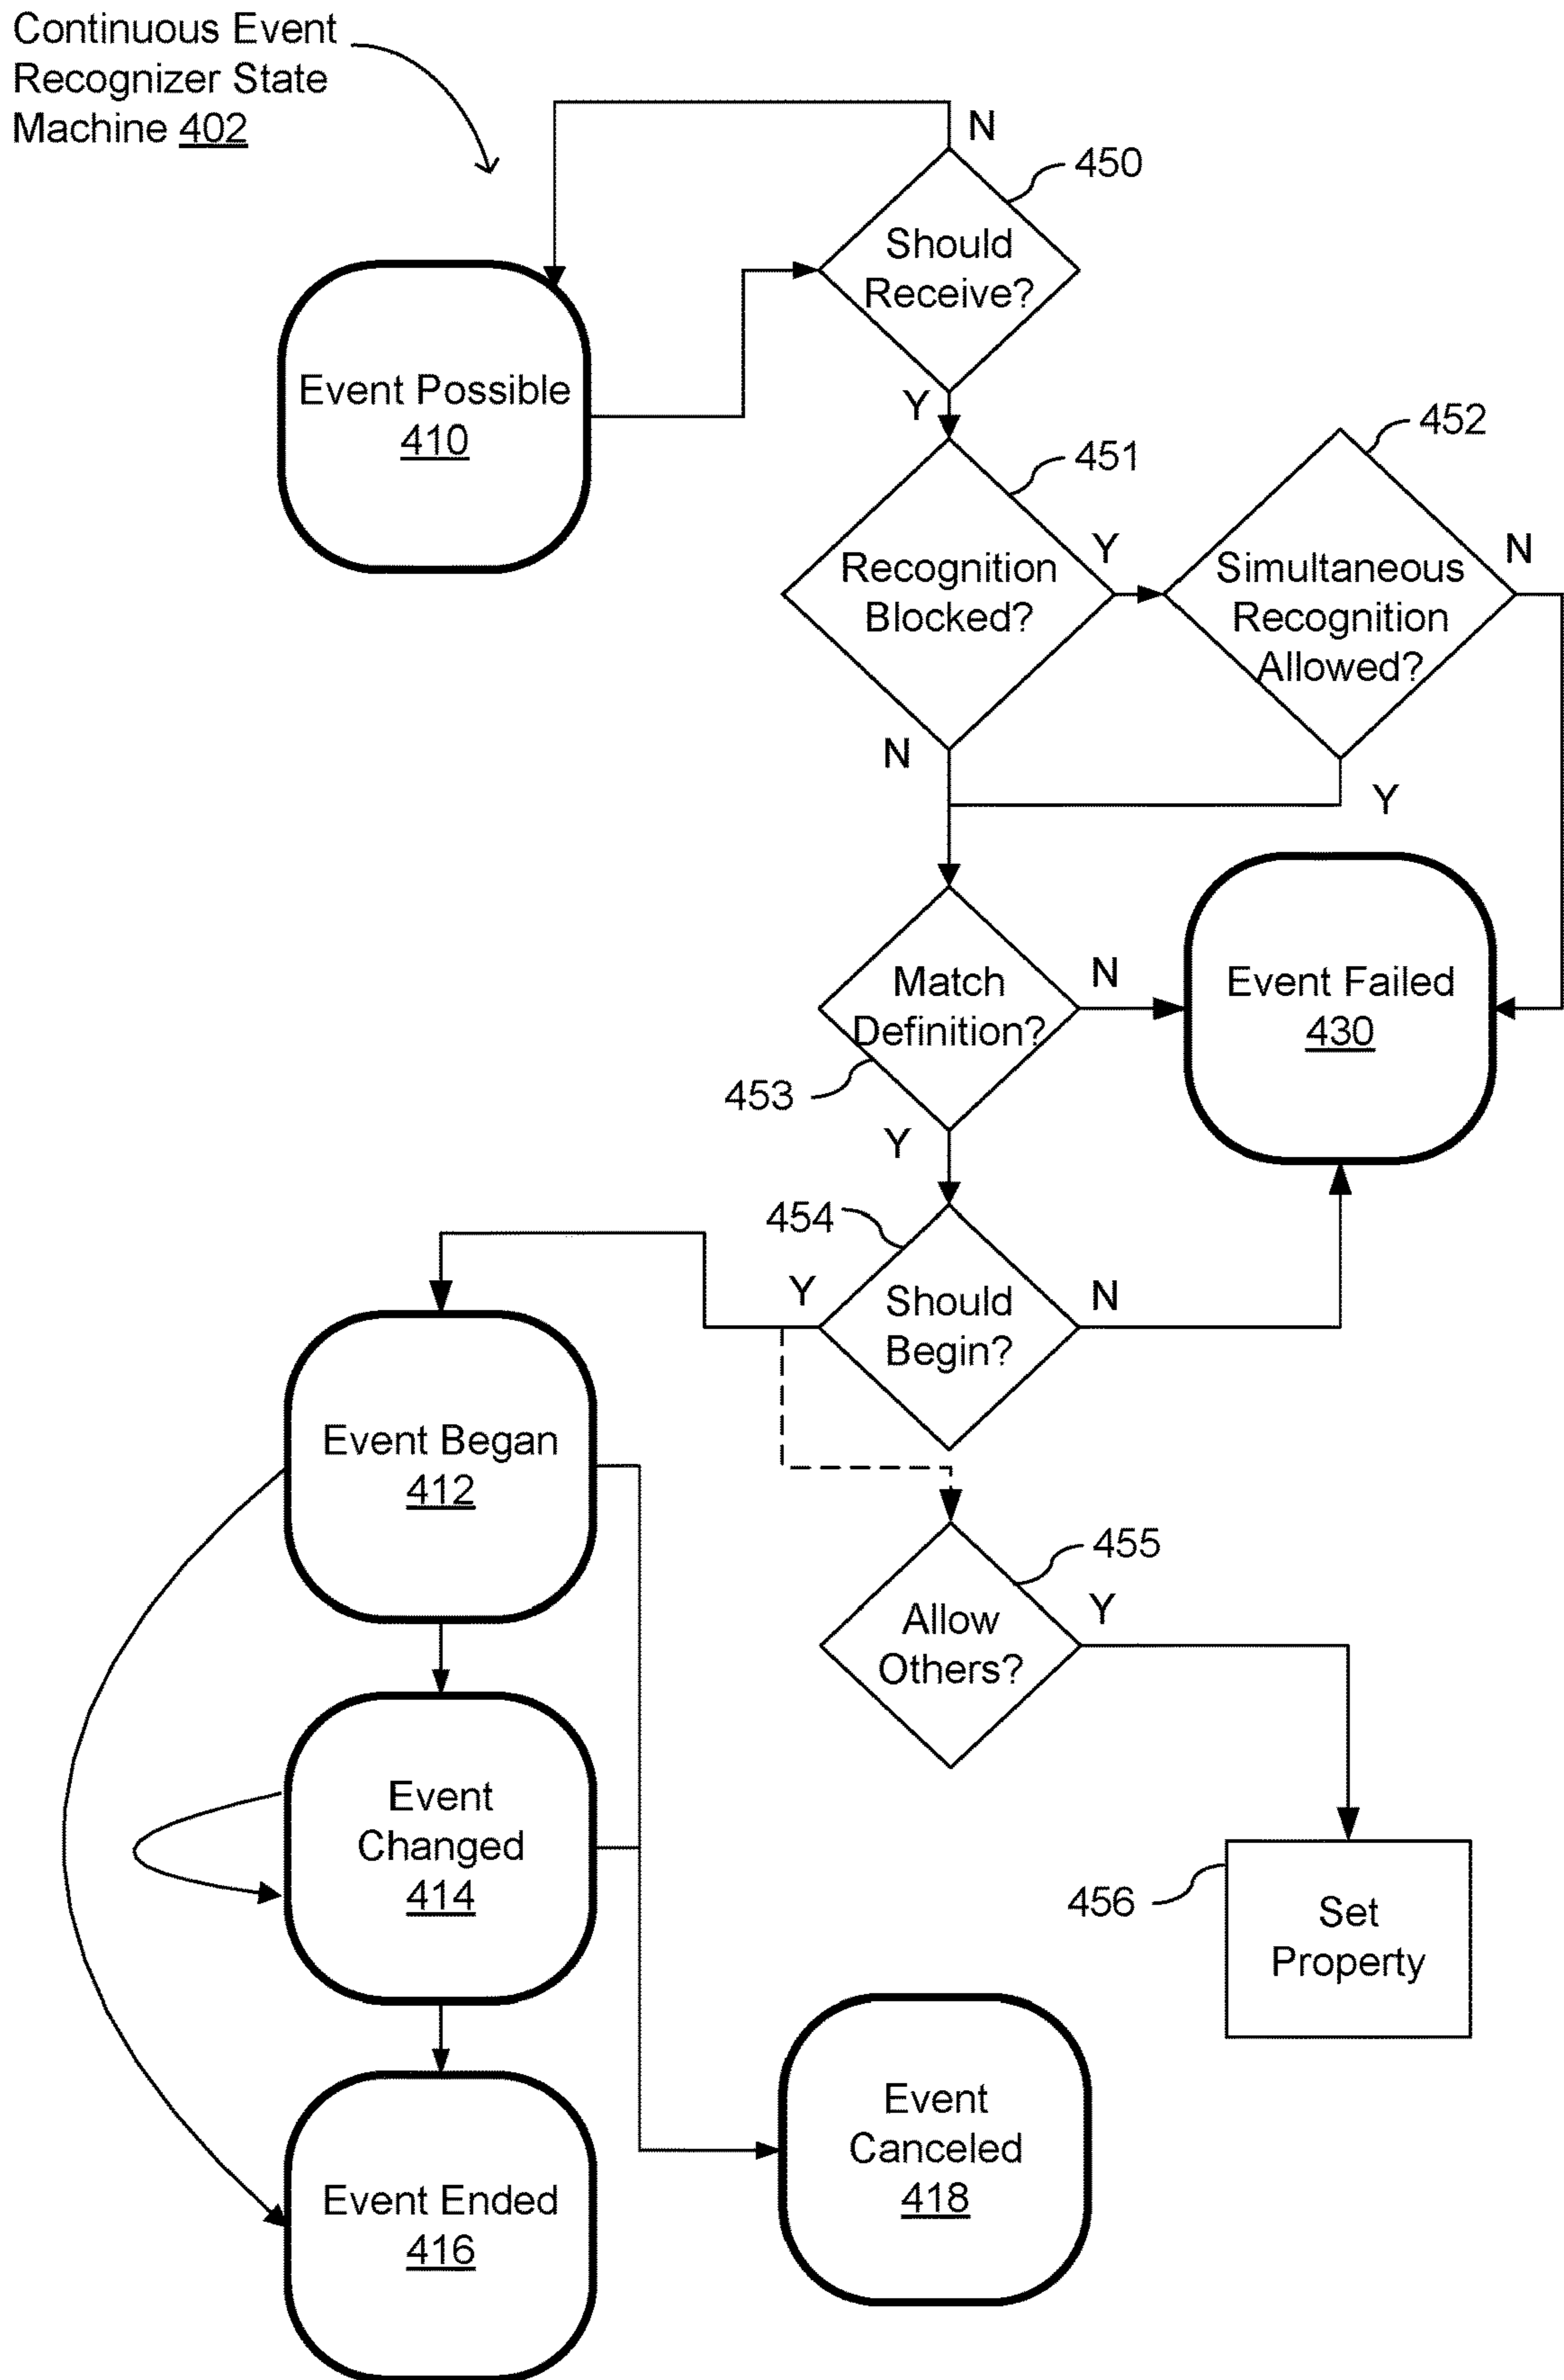 Continuous Event
Recognizer State
Machine 402
N
450
Should
Receive?
Event Possible
410
Y
452
451
Y
N
Recognition
Blocked?
Simultaneous
Recognition
Allowed?
N
Y
Match
Definition?
N
Event Failed
430
453
Y
454
Y
Should
Begin?
N
Event Began
412
455
Y
Allow
Others?
Event
Changed
414
456
Set
Property
Event
Canceled
418
Event Ended
416